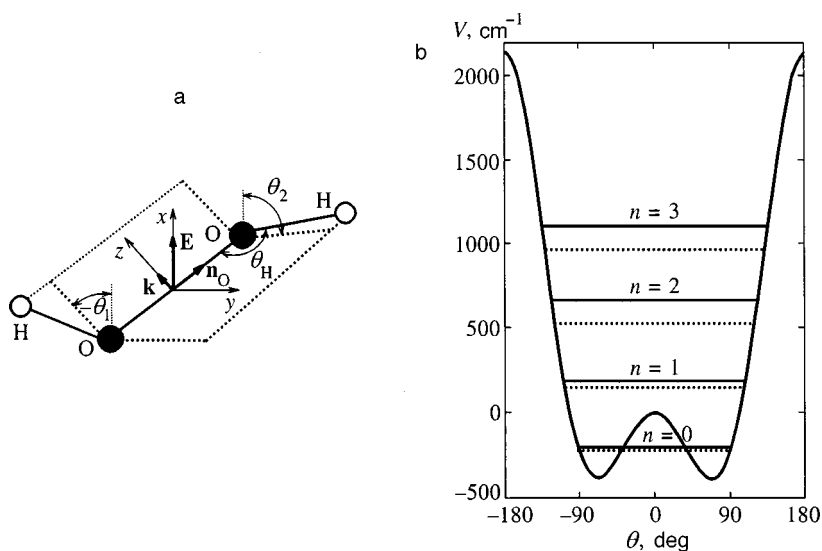 a
b
V, cm⁻¹
H
O
x
E
z
y
k
n_O
θ_H
θ_2
H
−θ_1
O
H
2000
1500
1000
500
0
−500
n = 3
n = 2
n = 1
n = 0
−180
−90
0
90
180
θ, deg